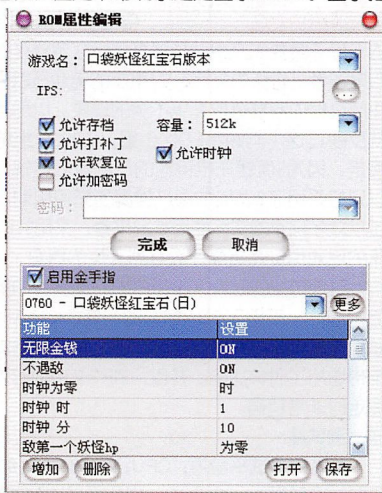 ROM属性编辑
游戏名： 口袋妖怪红宝石版本
IPS: ...
允许存档 容量： 512k
允许打补丁
允许软复位 允许时钟
允许加密码
密码：
完成 取消
启用金手指
0760 - 口袋妖怪红宝石(日) 更多
功能 设置
无限金钱 ON
不遇敌 ON
时钟为零 时
时钟 时 1
时钟 分 10
敌第一个妖怪hp 为零
增加 删除 打开 保存